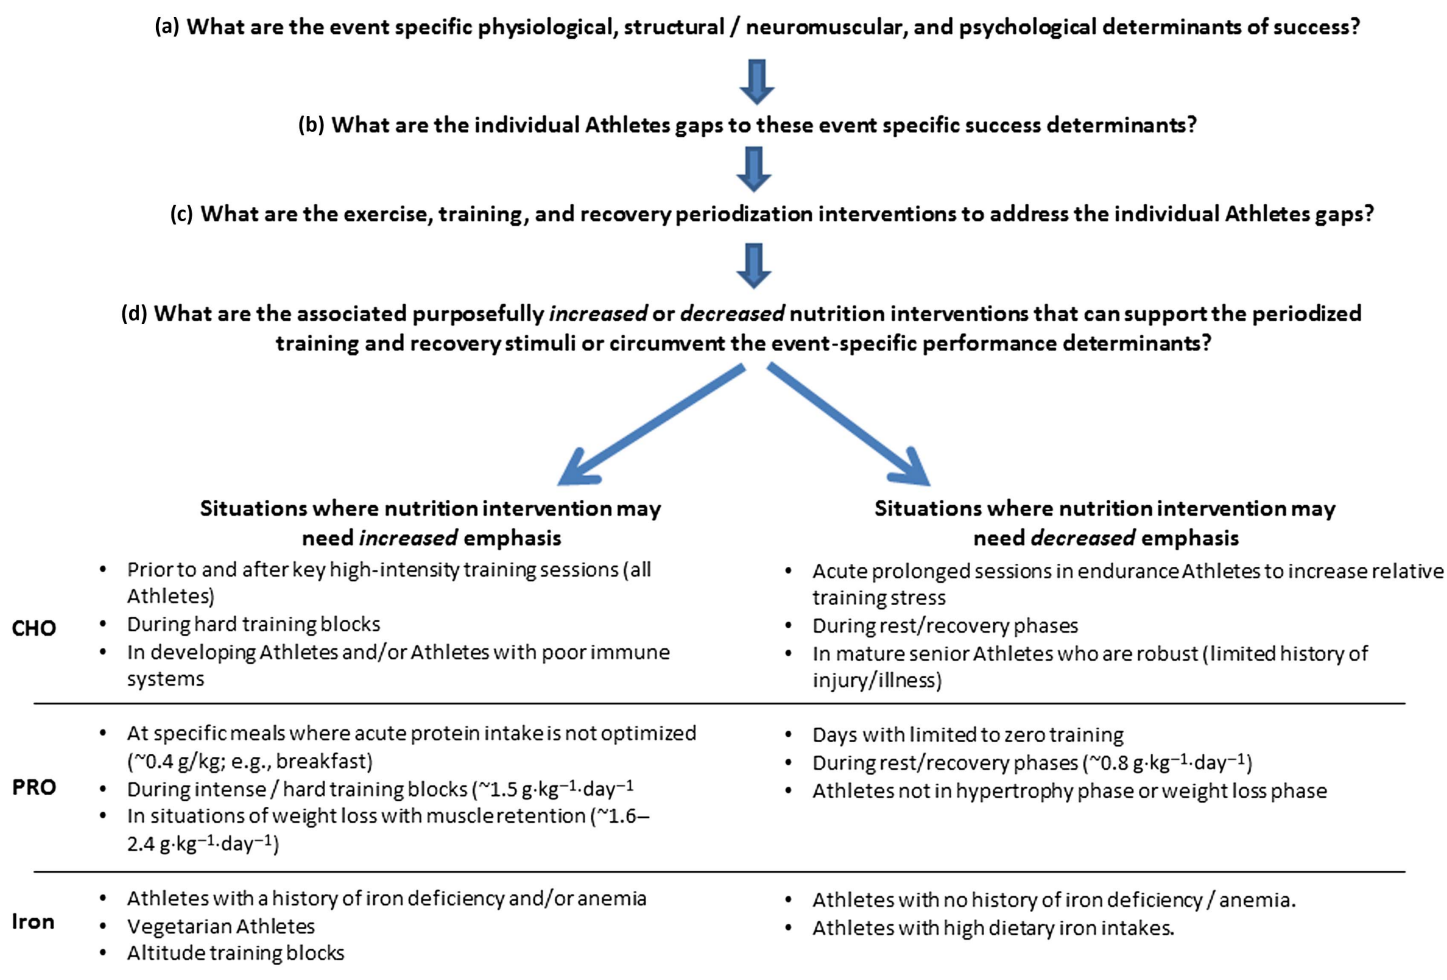 (a) What are the event specific physiological, structural / neuromuscular, and psychological determinants of success?
(b) What are the individual Athletes gaps to these event specific success determinants?
(c) What are the exercise, training, and recovery periodization interventions to address the individual Athletes gaps?
(d) What are the associated purposefully increased or decreased nutrition interventions that can support the periodized
training and recovery stimuli or circumvent the event-specific performance determinants?
Situations where nutrition intervention may
need increased emphasis
Situations where nutrition intervention may
need decreased emphasis
CHO
• Prior to and after key high-intensity training sessions (all
Athletes)
• During hard training blocks
• In developing Athletes and/or Athletes with poor immune
systems
• Acute prolonged sessions in endurance Athletes to increase relative
training stress
• During rest/recovery phases
• In mature senior Athletes who are robust (limited history of
injury/illness)
PRO
• At specific meals where acute protein intake is not optimized
(~0.4 g/kg; e.g., breakfast)
• During intense / hard training blocks (~1.5 g·kg⁻¹·day⁻¹
• In situations of weight loss with muscle retention (~1.6–
2.4 g·kg⁻¹·day⁻¹)
• Days with limited to zero training
• During rest/recovery phases (~0.8 g·kg⁻¹·day⁻¹)
• Athletes not in hypertrophy phase or weight loss phase
Iron
• Athletes with a history of iron deficiency and/or anemia
• Vegetarian Athletes
• Altitude training blocks
• Athletes with no history of iron deficiency / anemia.
• Athletes with high dietary iron intakes.